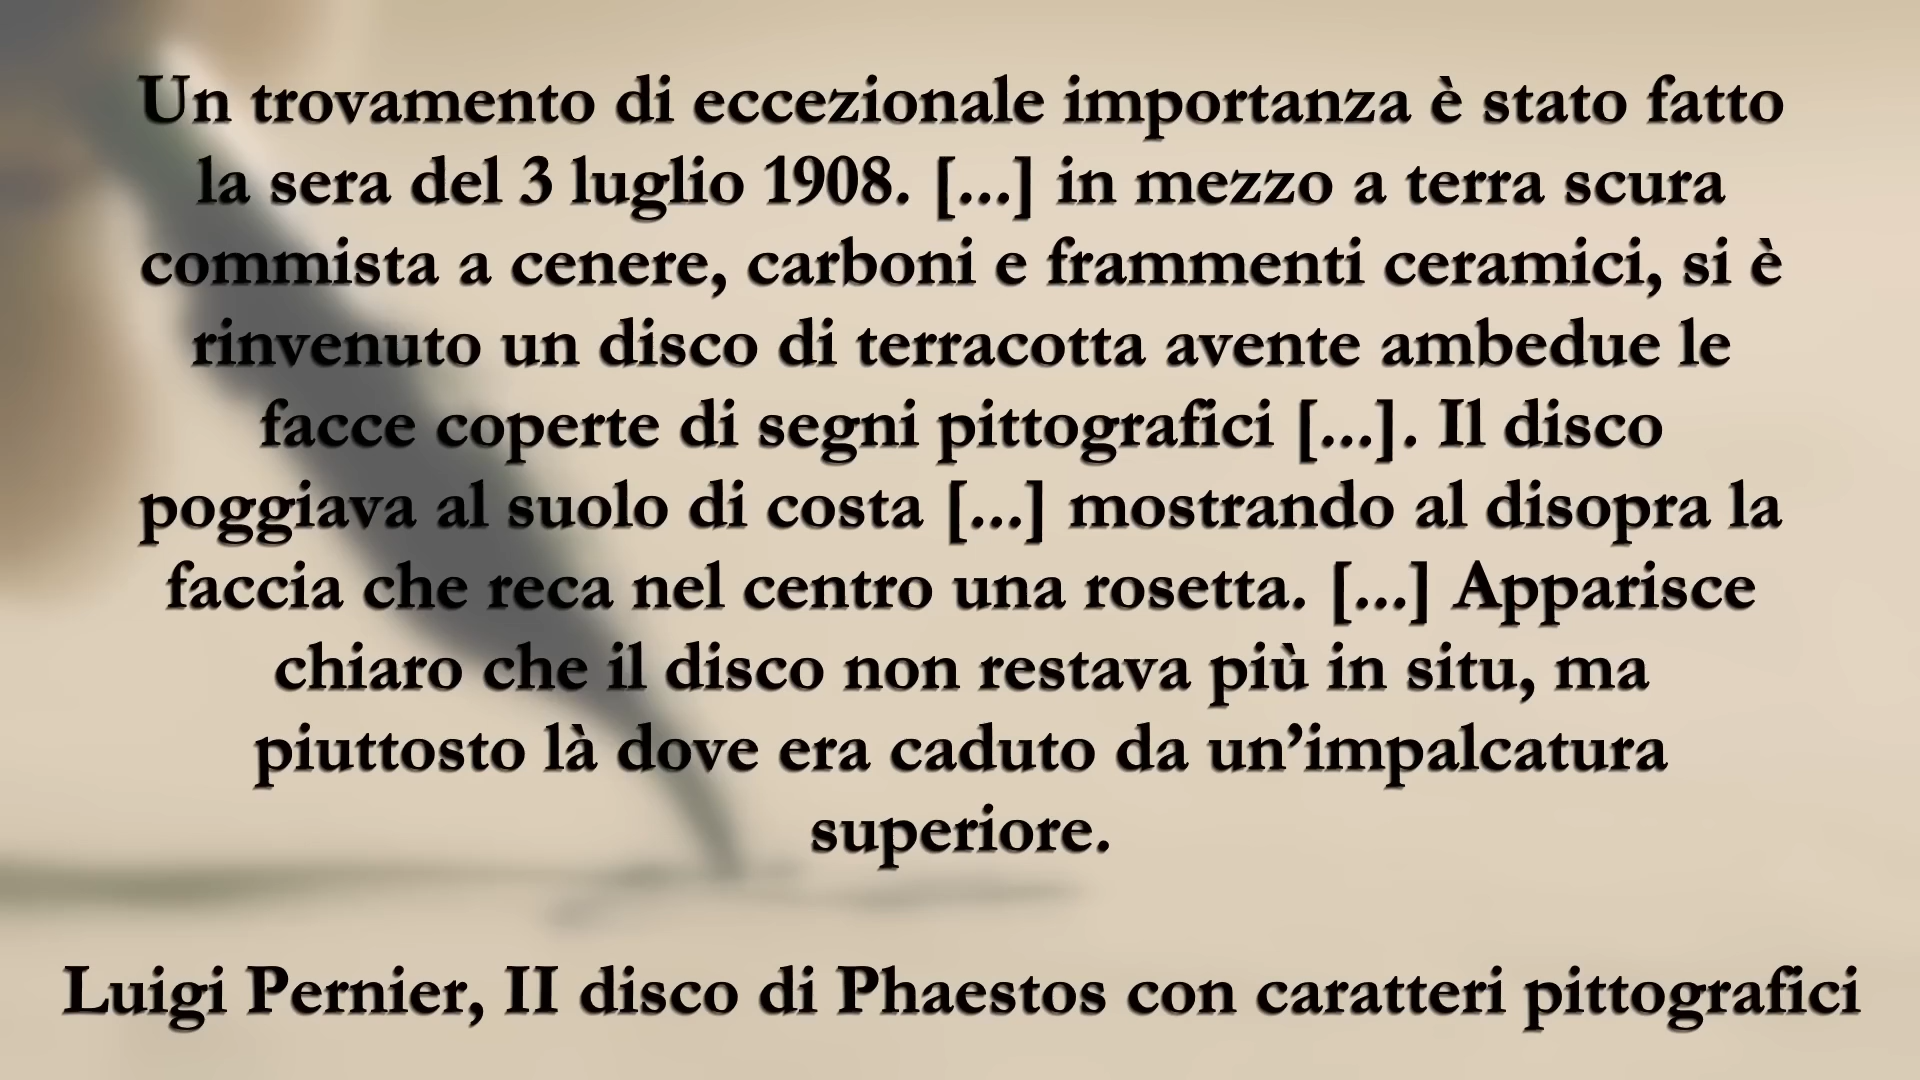 Un trovamento di eccezionale importanza è stato fatto
la sera del 3 luglio 1908. [...] in mezzo a terra scura
commista a cenere, carboni e frammenti ceramici, si è
rinvenuto un disco di terracotta avente ambedue le
facce coperte di segni pittografici [...]. Il disco
poggiava al suolo di costa [...] mostrando al disopra la
faccia che reca nel centro una rosetta. [...] Apparisce
chiaro che il disco non restava più in situ, ma
piuttosto là dove era caduto da un’impalcatura
superiore.
Luigi Pernier, II disco di Phaestos con caratteri pittografici